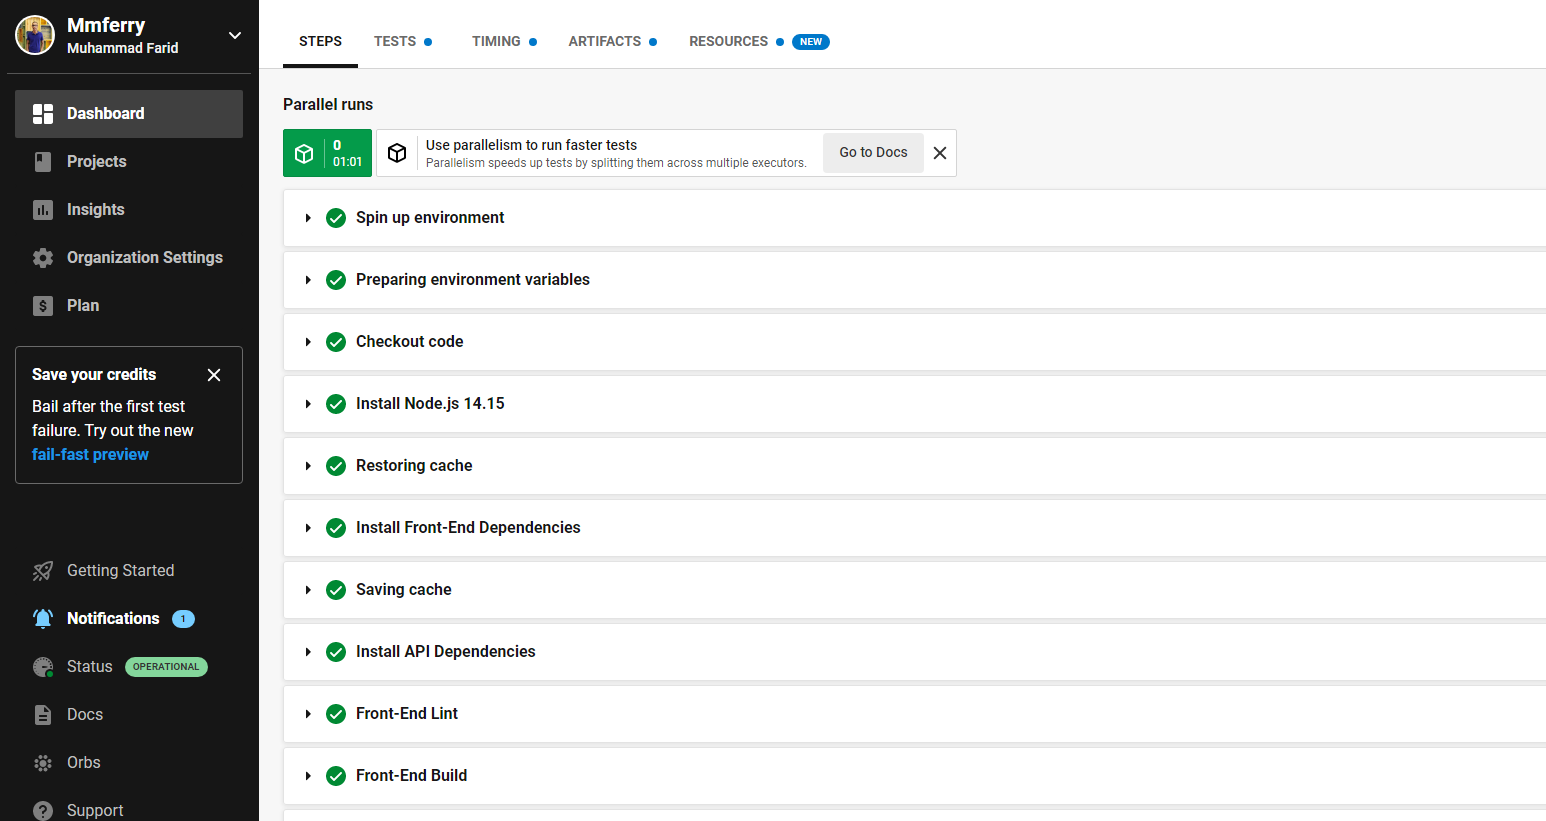 Mmferry
Muhammad Farid
Dashboard
Projects
Insights
Organization Settings
Plan
Save your credits
Bail after the first test
failure. Try out the new
fail-fast preview
Getting Started
Notifications 1
Status OPERATIONAL
Docs
Orbs
Support
STEPS TESTS TIMING ARTIFACTS RESOURCES NEW
Parallel runs
0
01:01
Use parallelism to run faster tests
Parallelism speeds up tests by splitting them across multiple executors.
Go to Docs
Spin up environment
Preparing environment variables
Checkout code
Install Node.js 14.15
Restoring cache
Install Front-End Dependencies
Saving cache
Install API Dependencies
Front-End Lint
Front-End Build